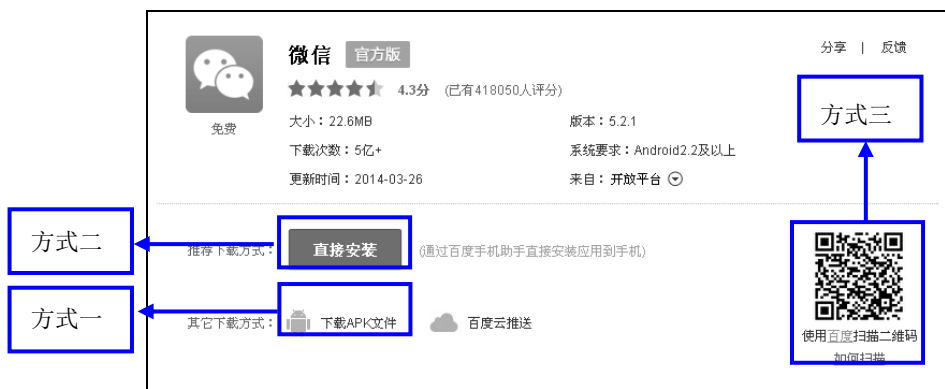 微信 官方版
分享 | 反馈
4.3分 (已有418050人评分)
免费
大小：22.6MB
版本：5.2.1
下载次数：5亿+
系统要求：Android2.2及以上
更新时间：2014-03-26
来自：开放平台
方式三
方式二
推荐下载方式：
直接安装
(通过百度手机助手直接安装应用到手机)
方式一
其它下载方式：
下载APK文件
百度云推送
使用百度扫描二维码
如何扫描